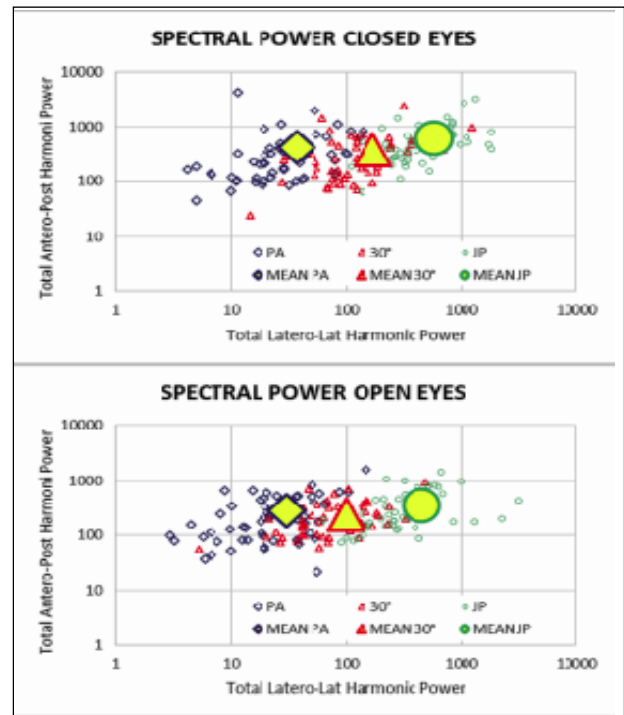 SPECTRAL POWER CLOSED EYES
Total Antero-Post Harmoni Power
10000
1000
100
10
1
PA 30° JP
MEAN PA MEAN 30° MEAN JP
1 10 100 1000 10000
Total Latero-Lat Harmonic Power
SPECTRAL POWER OPEN EYES
Total Antero-Post Harmoni Power
10000
1000
100
10
1
PA 30° JP
MEAN PA MEAN 30° MEAN JP
1 10 100 1000 10000
Total Latero-Lat Harmonic Power